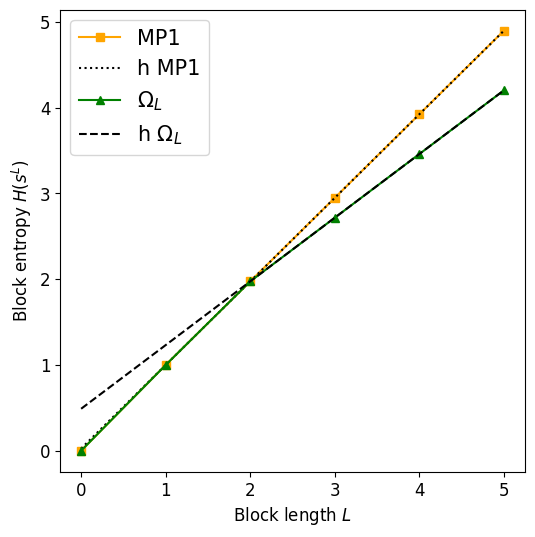 MP1
h MP1
Ω_L
h Ω_L
5
4
3
2
1
0
Block entropy H(s^L)
0 1 2 3 4 5
Block length L